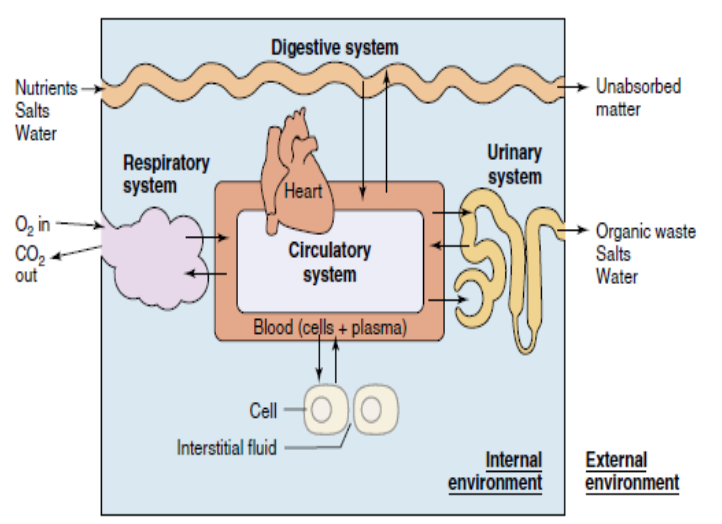 Digestive system
Nutrients
Salts
Water
Unabsorbed
matter
Respiratory
system
Heart
Urinary
system
O₂ in
CO₂
out
Circulatory
system
Organic waste
Salts
Water
Blood (cells + plasma)
Cell
Interstitial fluid
Internal
environment
External
environment